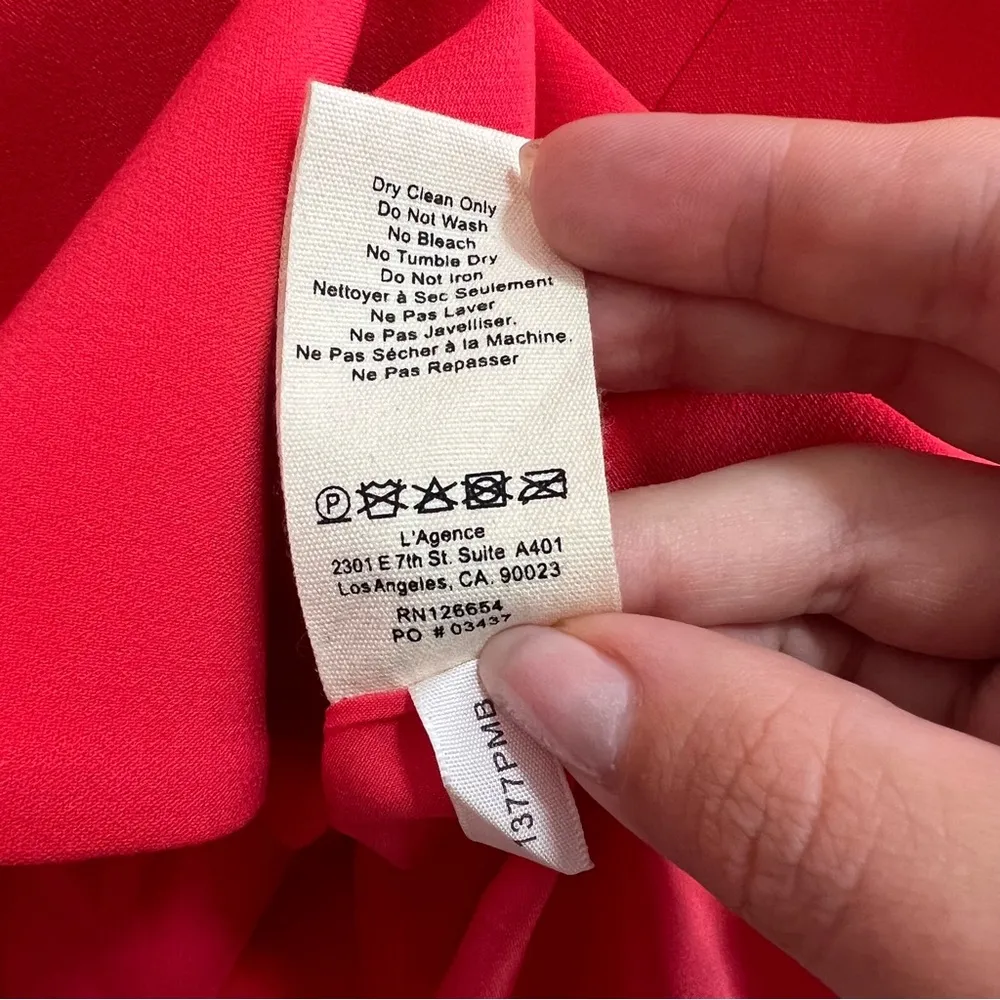 Dry Clean Only
Do Not Wash
No Bleach
No Tumble Dry
Do Not Iron
Nettoyer à Sec Seulement
Ne Pas Laver
Ne Pas Javelliser.
Ne Pas Sécher à la Machine.
Ne Pas Repasser
P
L'Agence
2301 E 7th St. Suite A401
Los Angeles, CA. 90023
RN126654
PO # 03437
1377PMB